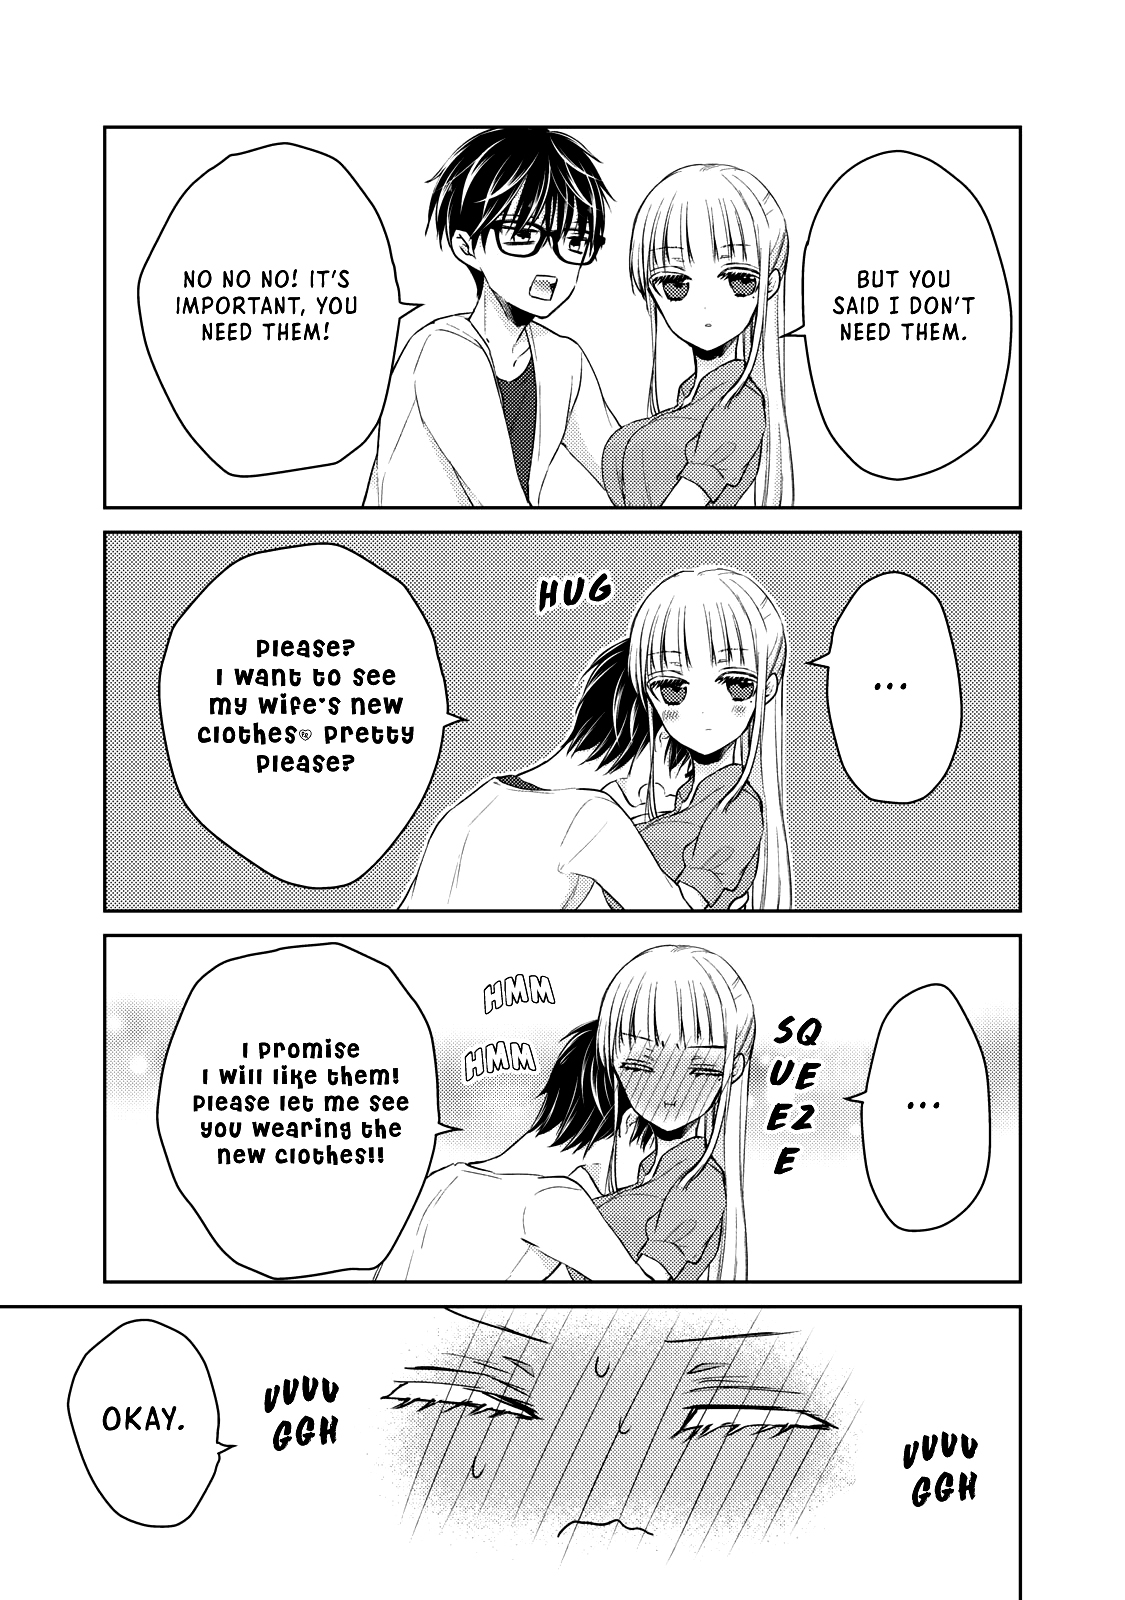 BUT YOU
SAID I DON'T
NEED THEM.
NO NO NO! IT'S
IMPORTANT, YOU
NEED THEM!
...
HUG
PLEASE?
I WANT TO SEE
MY WIFE'S NEW
CLOTHES PRETTY
PLEASE?
...
SQ
UE
EZ
E
HMM
HMM
I PROMISE
I WILL LIKE THEM!
PLEASE LET ME SEE
YOU WEARING THE
NEW CLOTHES!!
UUUU
GGH
UUUU
GGH
OKAY.